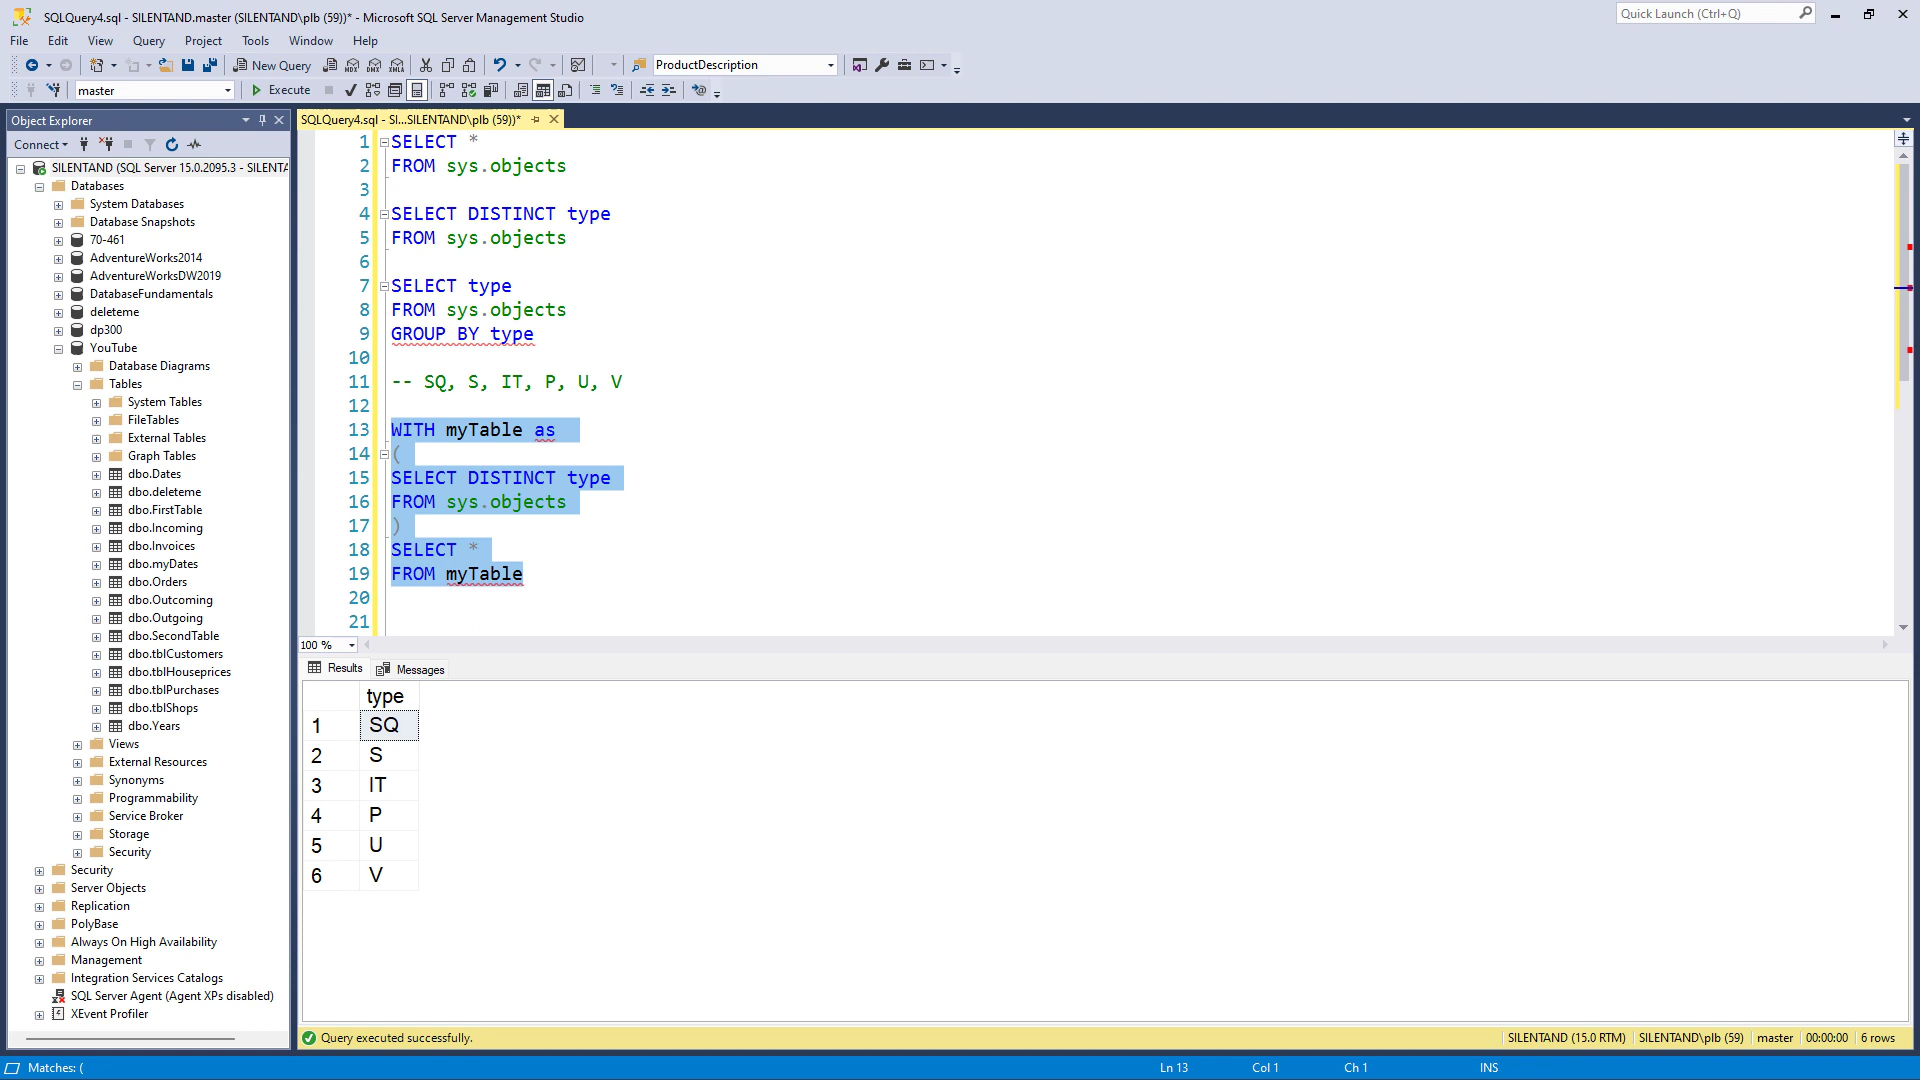 SQLQuery4.sql - SILENTAND.master (SILENTAND\plb (59))* - Microsoft SQL Server Management Studio
Quick Launch (Ctrl+Q)
File Edit View Query Project Tools Window Help
New Query MDX DMX XMLA ProductDescription
master Execute
Object Explorer
SQLQuery4.sql - SI...SILENTAND\plb (59))*
Connect
SILENTAND (SQL Server 15.0.2095.3 - SILENTA
Databases
System Databases
Database Snapshots
70-461
AdventureWorks2014
AdventureWorksDW2019
DatabaseFundamentals
deleteme
dp300
YouTube
Database Diagrams
Tables
System Tables
FileTables
External Tables
Graph Tables
dbo.Dates
dbo.deleteme
dbo.FirstTable
dbo.Incoming
dbo.Invoices
dbo.myDates
dbo.Orders
dbo.Outcoming
dbo.Outgoing
dbo.SecondTable
dbo.tblCustomers
dbo.tblHouseprices
dbo.tblPurchases
dbo.tblShops
dbo.Years
Views
External Resources
Synonyms
Programmability
Service Broker
Storage
Security
Security
Server Objects
Replication
PolyBase
Always On High Availability
Management
Integration Services Catalogs
SQL Server Agent (Agent XPs disabled)
XEvent Profiler
1 SELECT *
2 FROM sys.objects
3
4 SELECT DISTINCT type
5 FROM sys.objects
6
7 SELECT type
8 FROM sys.objects
9 GROUP BY type
10
11 -- SQ, S, IT, P, U, V
12
13 WITH myTable as
14 (
15 SELECT DISTINCT type
16 FROM sys.objects
17 )
18 SELECT *
19 FROM myTable
20
21
100 %
Results Messages
type
1 SQ
2 S
3 IT
4 P
5 U
6 V
Query executed successfully. SILENTAND (15.0 RTM) SILENTAND\plb (59) master 00:00:00 6 rows
Matches: ( Ln 13 Col 1 Ch 1 INS